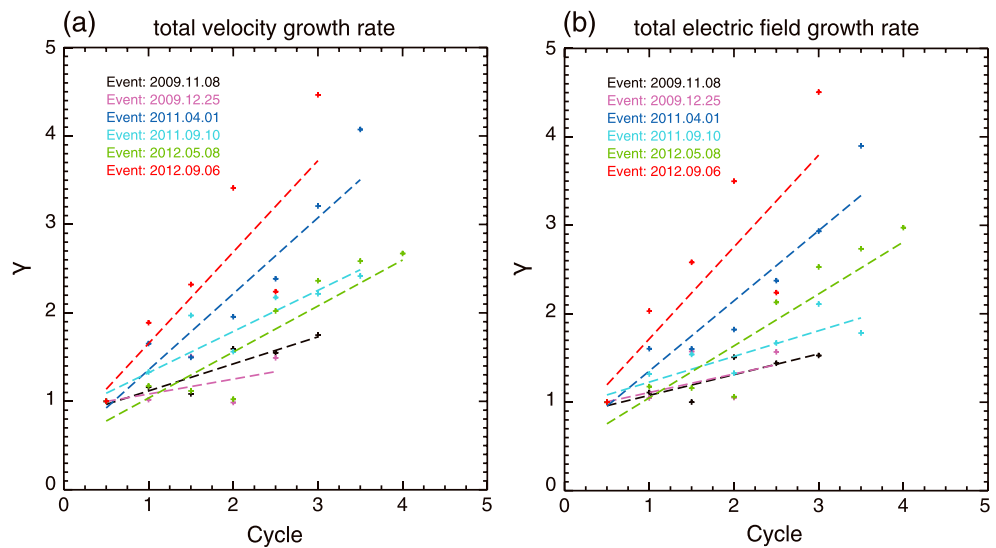 (a)
total velocity growth rate
5
4
3
2
1
0
γ
Event: 2009.11.08
Event: 2009.12.25
Event: 2011.04.01
Event: 2011.09.10
Event: 2012.05.08
Event: 2012.09.06
0 1 2 3 4 5
Cycle
(b)
total electric field growth rate
5
4
3
2
1
0
γ
Event: 2009.11.08
Event: 2009.12.25
Event: 2011.04.01
Event: 2011.09.10
Event: 2012.05.08
Event: 2012.09.06
0 1 2 3 4 5
Cycle